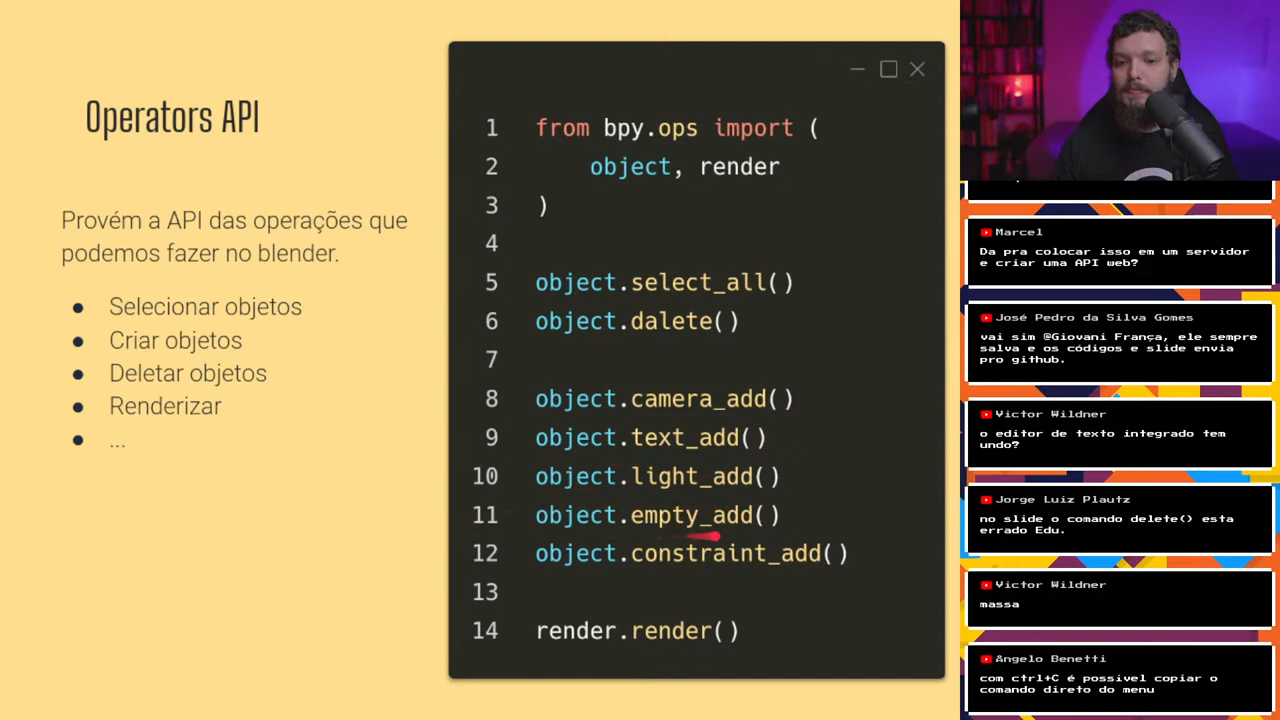 Operators API
Provém a API das operações que
podemos fazer no blender.
● Selecionar objetos
● Criar objetos
● Deletar objetos
● Renderizar
● ...
1 from bpy.ops import (
2 object, render
3 )
4
5 object.select_all()
6 object.dalete()
7
8 object.camera_add()
9 object.text_add()
10 object.light_add()
11 object.empty_add()
12 object.constraint_add()
13
14 render.render()
Marcel
Da pra colocar isso em um servidor
e criar uma API web?
José Pedro da Silva Gomes
vai sim @Giovani França, ele sempre
salva e os códigos e slide envia
pro github.
Victor Wildner
o editor de texto integrado tem
undo?
Jorge Luiz Plautz
no slide o comando delete() esta
errado Edu.
Victor Wildner
massa
Angelo Benetti
com ctrl+C é possivel copiar o
comando direto do menu